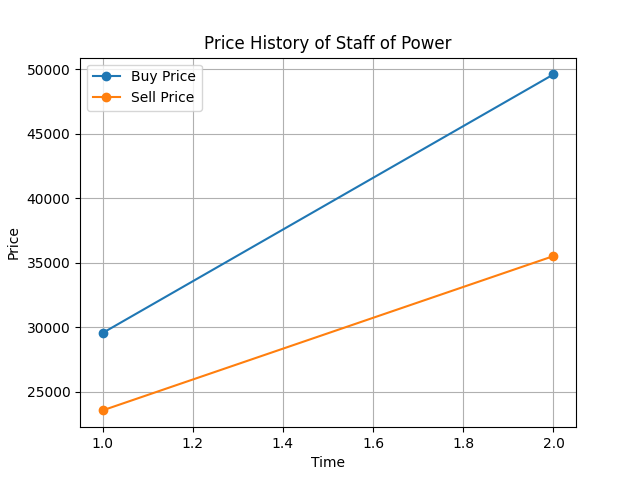 Price History of Staff of Power
Buy Price
Sell Price
50000
45000
40000
35000
30000
25000
Price
1.0 1.2 1.4 1.6 1.8 2.0
Time